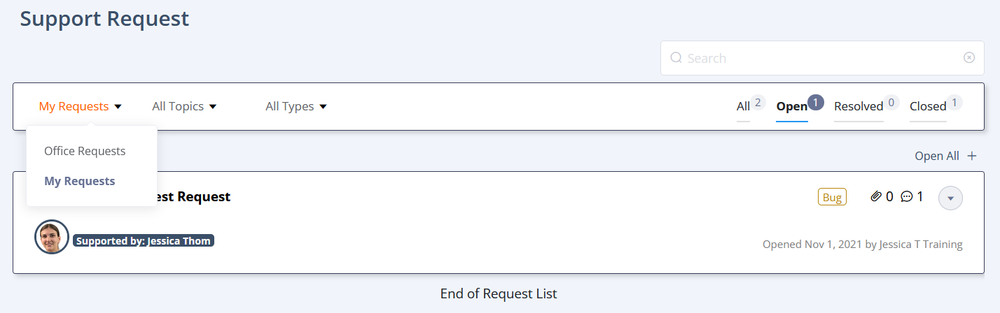 Support Request
Search
My Requests
All Topics
All Types
All 2
Open 1
Resolved 0
Closed 1
Office Requests
My Requests
Open All
Request
Bug
0
1
Supported by: Jessica Thom
Opened Nov 1, 2021 by Jessica T Training
End of Request List